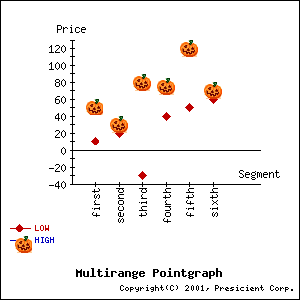 Price
120
100
80
60
40
20
0
-20
-40
Segment
first
second
third
fourth
fifth
sixth
LOW
HIGH
Multirange Pointgraph
Copyright(C) 2001, Presicient Corp.